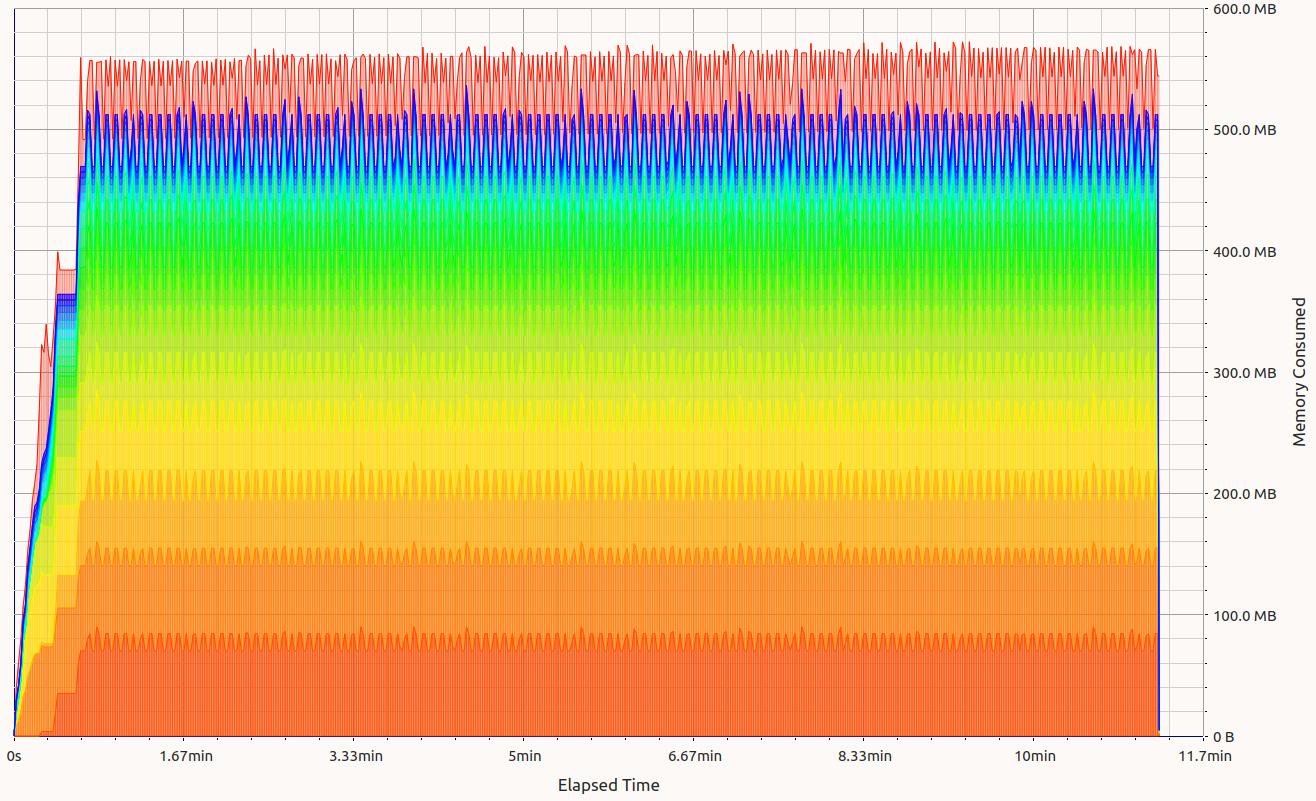 600.0 MB
500.0 MB
400.0 MB
300.0 MB
200.0 MB
100.0 MB
0 B
Memory Consumed
0s 1.67min 3.33min 5min 6.67min 8.33min 10min 11.7min
Elapsed Time